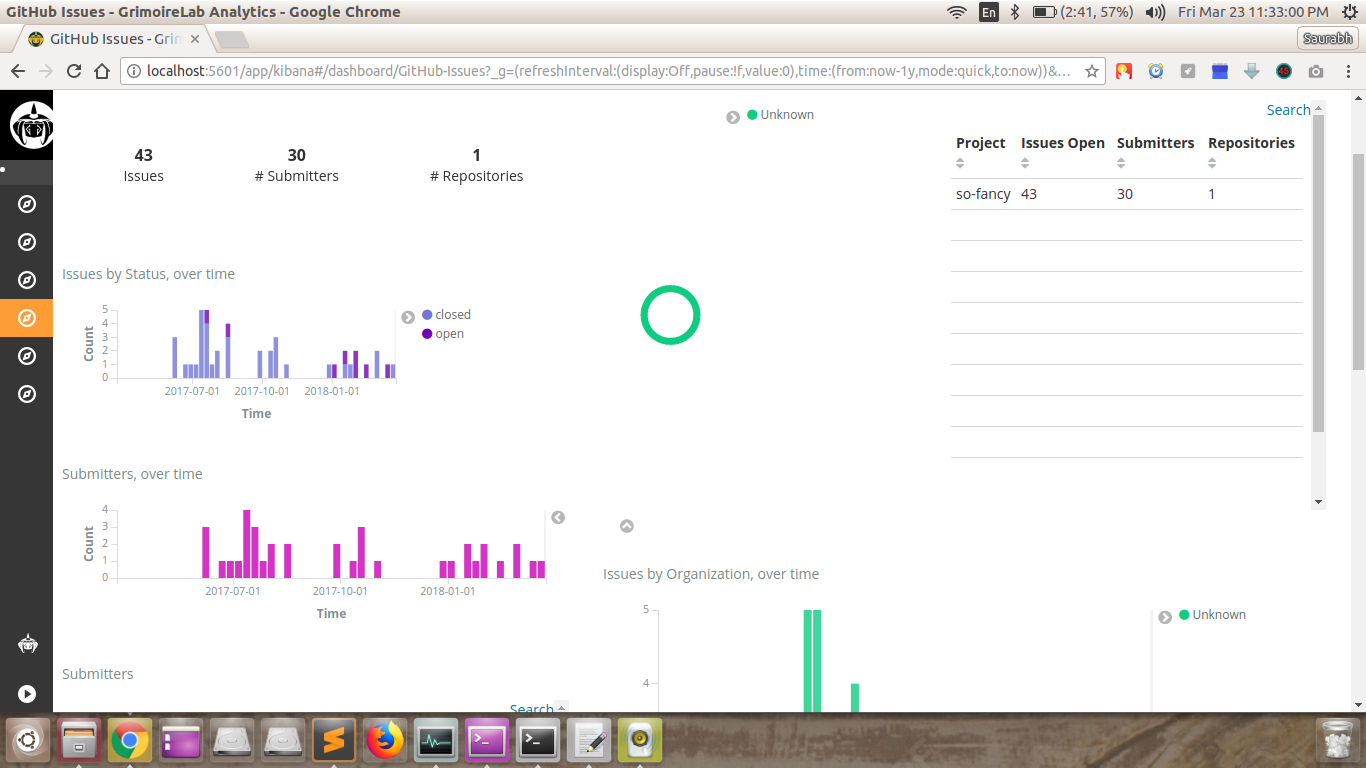 GitHub Issues - GrimoireLab Analytics - Google Chrome
En
(2:41, 57%)
Fri Mar 23 11:33:00 PM
GitHub Issues - Grim
Saurabh
localhost:5601/app/kibana#/dashboard/GitHub-Issues?_g=(refreshInterval:(display:Off,pause:!f,value:0),time:(from:now-1y,mode:quick,to:now))&...
43
Issues
30
# Submitters
1
# Repositories
Unknown
Search
Project Issues Open Submitters Repositories
so-fancy 43 30 1
Issues by Status, over time
Count
5
4
3
2
1
0
2017-07-01 2017-10-01 2018-01-01
Time
closed
open
Submitters, over time
Count
4
3
2
1
0
2017-07-01 2017-10-01 2018-01-01
Time
Issues by Organization, over time
5
4
Unknown
Submitters
Search